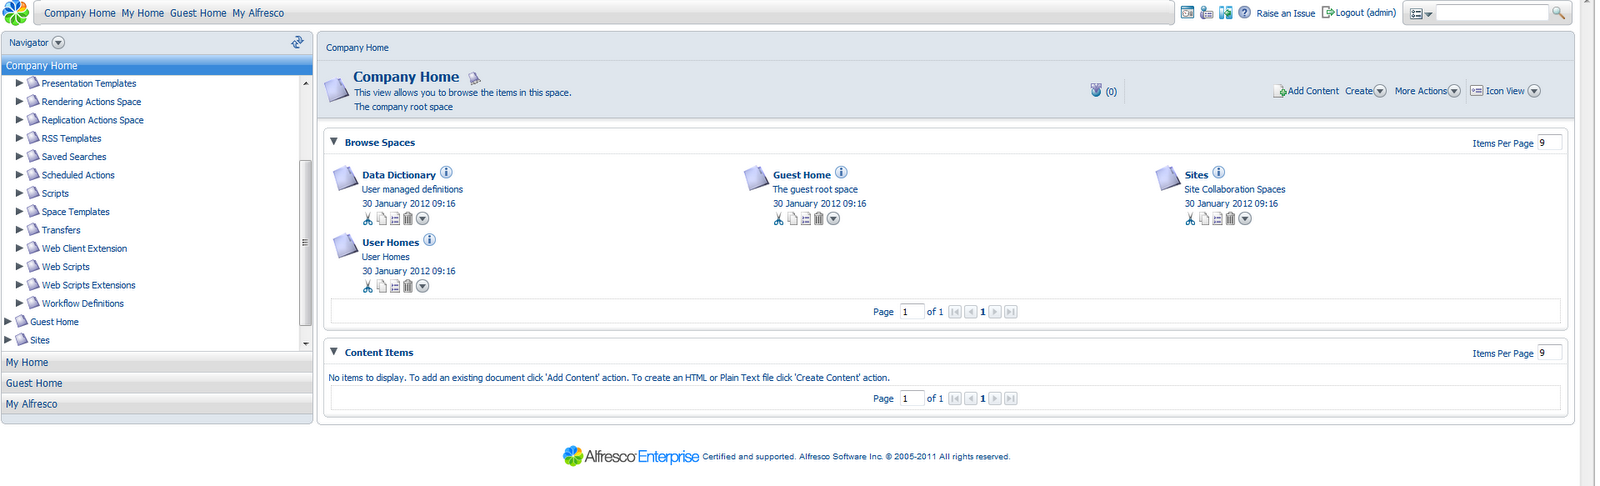 Company Home My Home Guest Home My Alfresco
Raise an Issue Logout (admin)
Navigator
Company Home
Presentation Templates
Rendering Actions Space
Replication Actions Space
RSS Templates
Saved Searches
Scheduled Actions
Scripts
Space Templates
Transfers
Web Client Extension
Web Scripts
Web Scripts Extensions
Workflow Definitions
Guest Home
Sites
My Home
Guest Home
My Alfresco
Company Home
Company Home
This view allows you to browse the items in this space.
The company root space
(0)
Add Content Create More Actions Icon View
Browse Spaces
Items Per Page 9
Data Dictionary
User managed definitions
30 January 2012 09:16
Guest Home
The guest root space
30 January 2012 09:16
Sites
Site Collaboration Spaces
30 January 2012 09:16
User Homes
User Homes
30 January 2012 09:16
Page 1 of 1 1
Content Items
Items Per Page 9
No items to display. To add an existing document click 'Add Content' action. To create an HTML or Plain Text file click 'Create Content' action.
Page 1 of 1 1
Alfresco Enterprise Certified and supported. Alfresco Software Inc. © 2005-2011 All rights reserved.